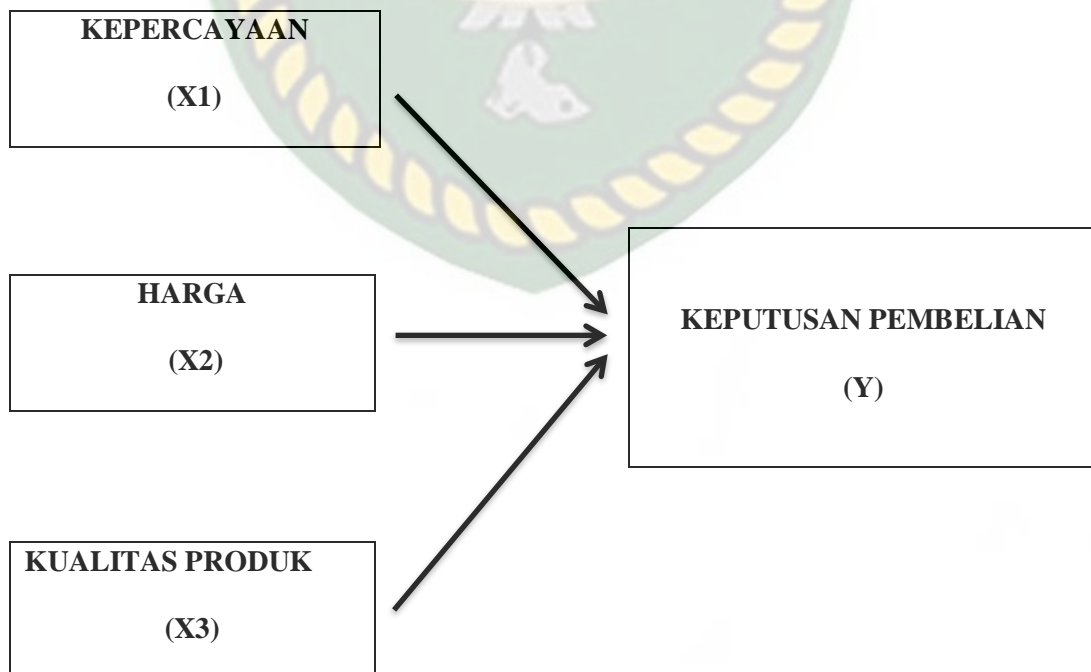 KEPERCAYAAN
(X1)
HARGA
(X2)
KEPUTUSAN PEMBELIAN
(Y)
KUALITAS PRODUK
(X3)